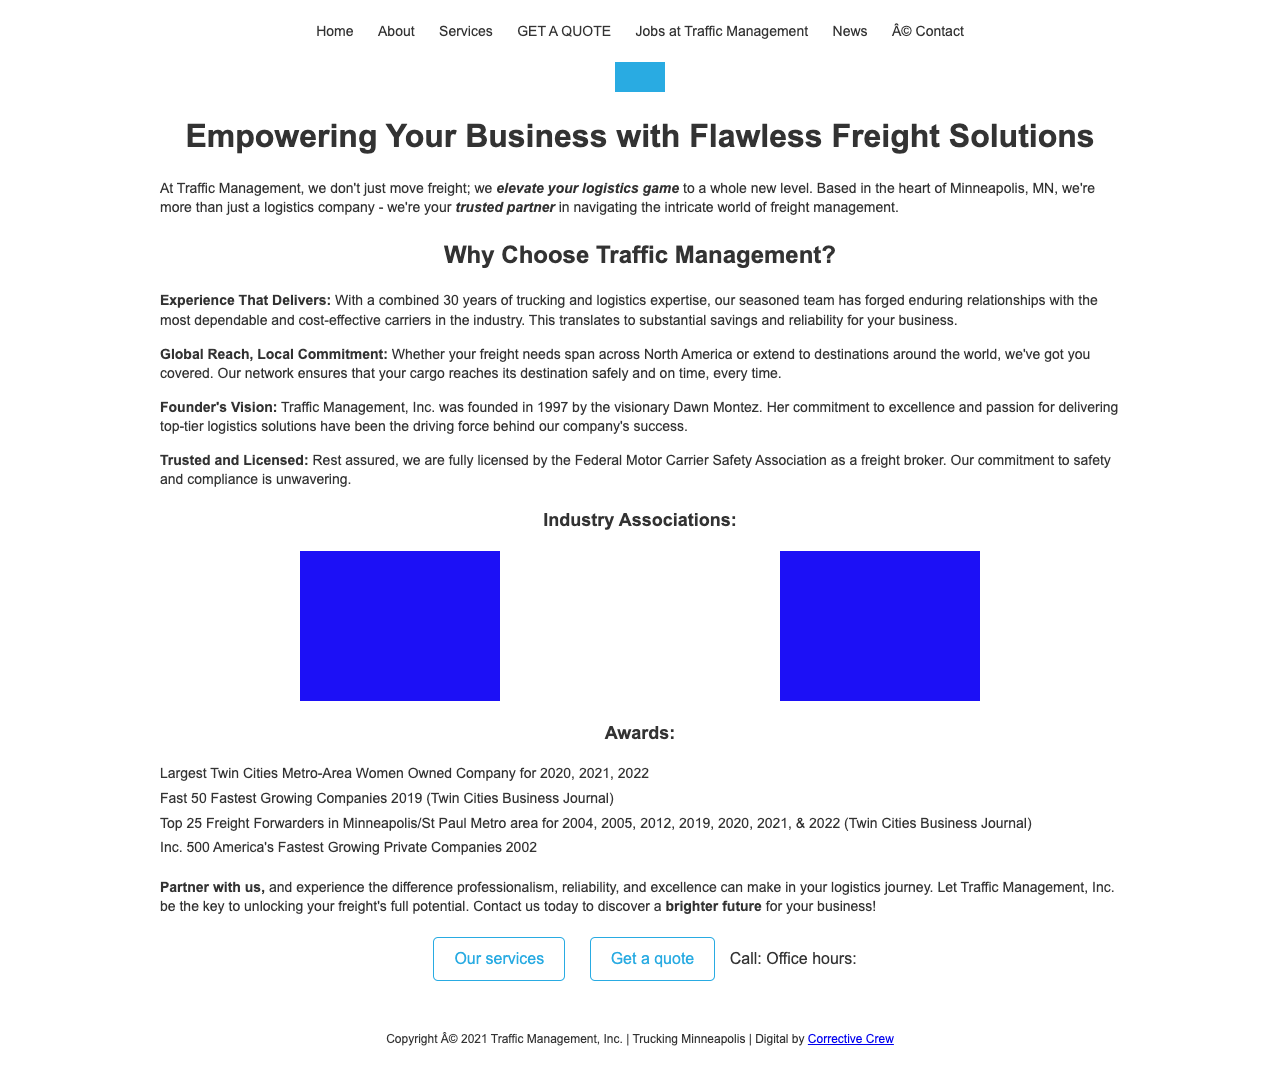 Home About Services GET A QUOTE Jobs at Traffic Management News Â© Contact
Empowering Your Business with Flawless Freight Solutions
At Traffic Management, we don't just move freight; we elevate your logistics game to a whole new level. Based in the heart of Minneapolis, MN, we're
more than just a logistics company - we're your trusted partner in navigating the intricate world of freight management.
Why Choose Traffic Management?
Experience That Delivers: With a combined 30 years of trucking and logistics expertise, our seasoned team has forged enduring relationships with the
most dependable and cost-effective carriers in the industry. This translates to substantial savings and reliability for your business.
Global Reach, Local Commitment: Whether your freight needs span across North America or extend to destinations around the world, we've got you
covered. Our network ensures that your cargo reaches its destination safely and on time, every time.
Founder's Vision: Traffic Management, Inc. was founded in 1997 by the visionary Dawn Montez. Her commitment to excellence and passion for delivering
top-tier logistics solutions have been the driving force behind our company's success.
Trusted and Licensed: Rest assured, we are fully licensed by the Federal Motor Carrier Safety Association as a freight broker. Our commitment to safety
and compliance is unwavering.
Industry Associations:
Awards:
Largest Twin Cities Metro-Area Women Owned Company for 2020, 2021, 2022
Fast 50 Fastest Growing Companies 2019 (Twin Cities Business Journal)
Top 25 Freight Forwarders in Minneapolis/St Paul Metro area for 2004, 2005, 2012, 2019, 2020, 2021, & 2022 (Twin Cities Business Journal)
Inc. 500 America's Fastest Growing Private Companies 2002
Partner with us, and experience the difference professionalism, reliability, and excellence can make in your logistics journey. Let Traffic Management, Inc.
be the key to unlocking your freight's full potential. Contact us today to discover a brighter future for your business!
Our services Get a quote Call: Office hours:
Copyright Â© 2021 Traffic Management, Inc. | Trucking Minneapolis | Digital by Corrective Crew